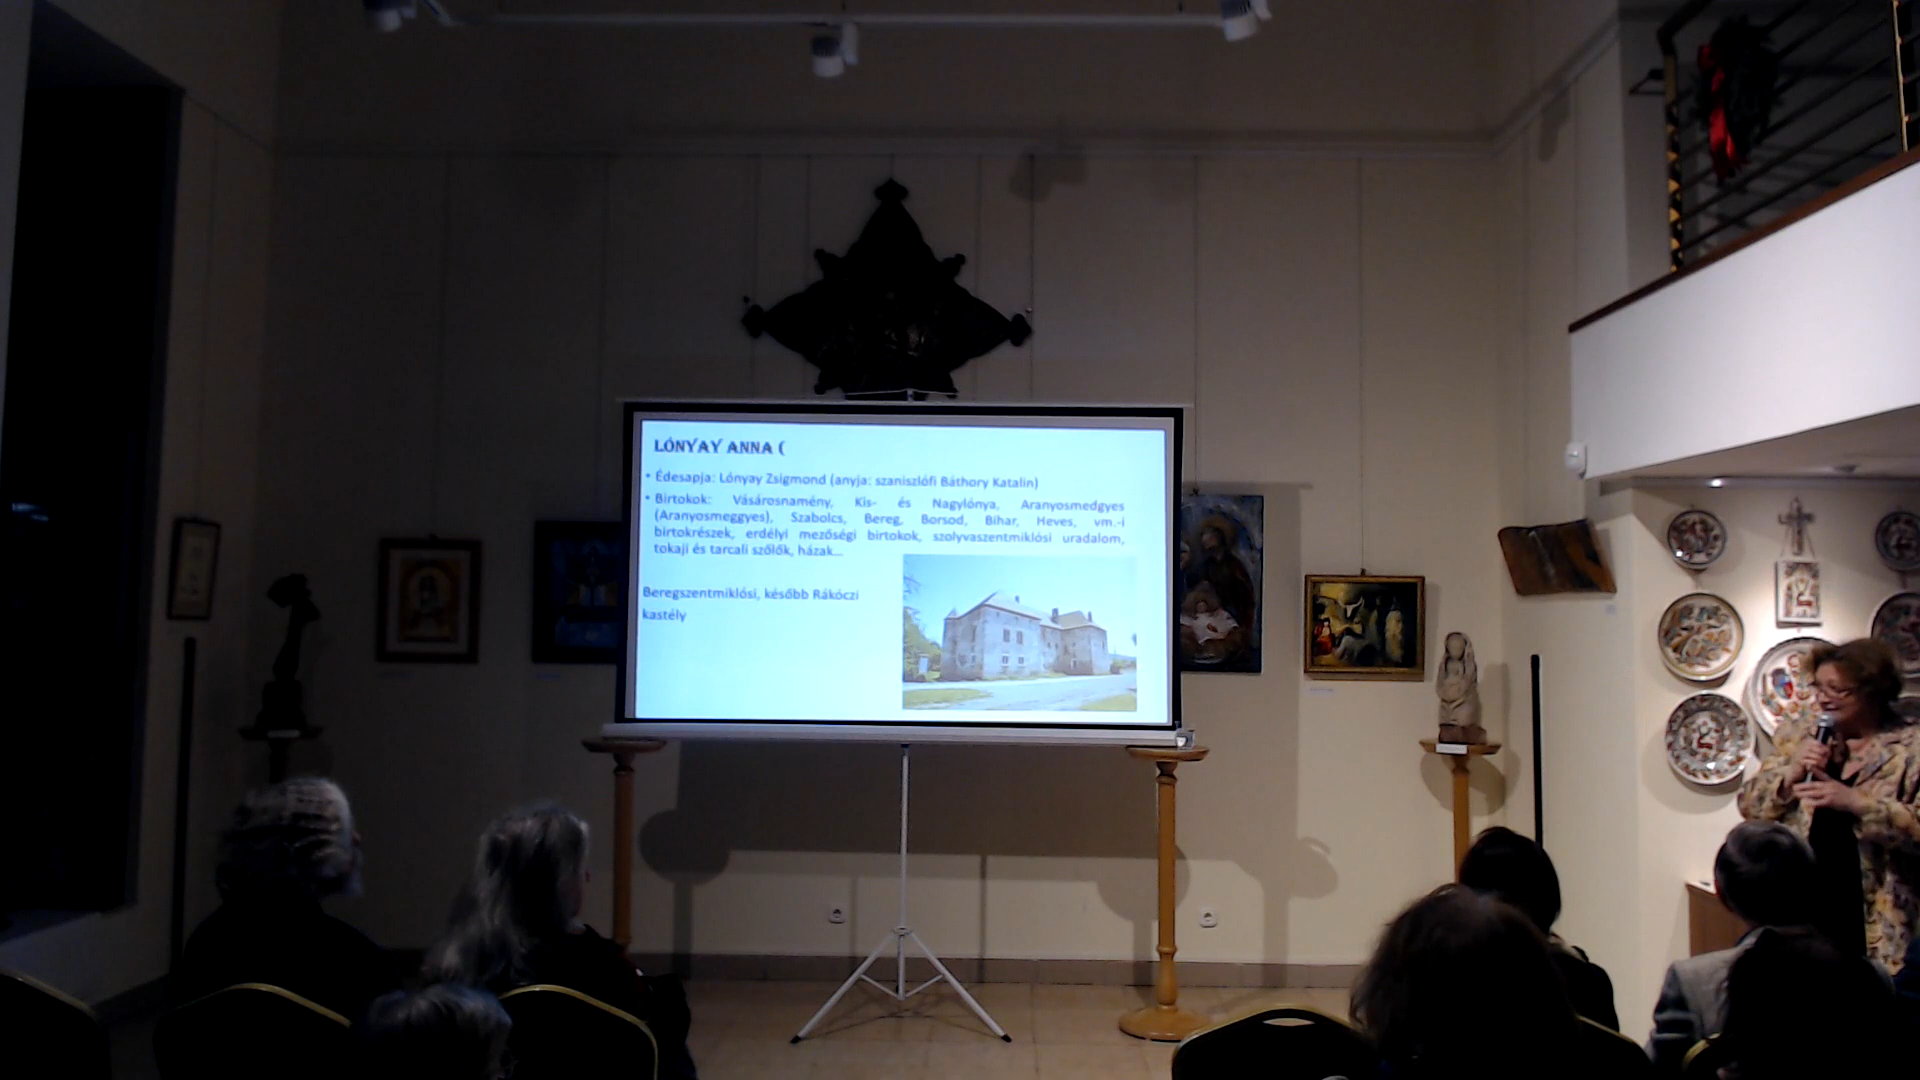 LÓNYAY ANNA (
• Édesapja: Lónyay Zsigmond (anyja: szaniszlófi Báthory Katalin)
• Birtokok: Vásárosnamény, Kis- és Nagylónya, Aranyosmedgyes
(Aranyosmeggyes), Szabolcs, Bereg, Borsod, Bihar, Heves, vm.-i
birtokrészek, erdélyi mezőségi birtokok, szolyvaszentmiklósi uradalom,
tokaji és tarcali szőlők, házak...
Beregszentmiklósi, később Rákóczi
kastély